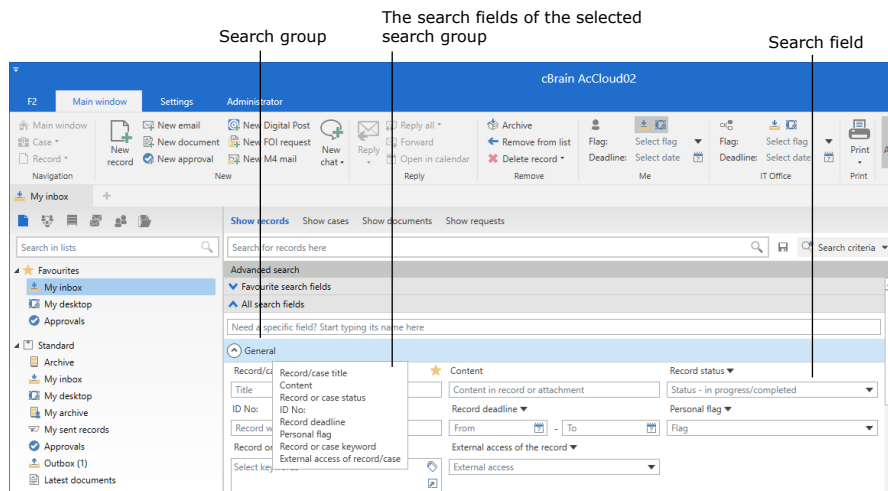 The search fields of the selected
search group
Search group
Search field
cBrain AcCloud02
F2 Main window Settings Administrator
Main window
Case
Record
Navigation
New
record
New email
New document
New approval
New Digital Post
New FOI request
New M4 mail
New
chat
New
Reply
Reply all
Forward
Open in calendar
Reply
Archive
Remove from list
Delete record
Remove
Flag: Select flag
Deadline: Select date
Me
Flag: Select flag
Deadline: Select date
IT Office
Print
Print
My inbox
Show records Show cases Show documents Show requests
Search in lists
Search for records here
Search criteria
Favourites
My inbox
My desktop
Approvals
Standard
Archive
My inbox
My desktop
My archive
My sent records
Approvals
Outbox (1)
Latest documents
Advanced search
Favourite search fields
All search fields
Need a specific field? Start typing its name here
General
Record/ca
Content
Record status
Title
Content in record or attachment
Status - in progress/completed
ID No:
Record deadline
Personal flag
Record w
From - To
Flag
Record or
External access of the record
Select keywords
External access
Record/case title
Content
Record or case status
ID No:
Record deadline
Personal flag
Record or case keyword
External access of record/case